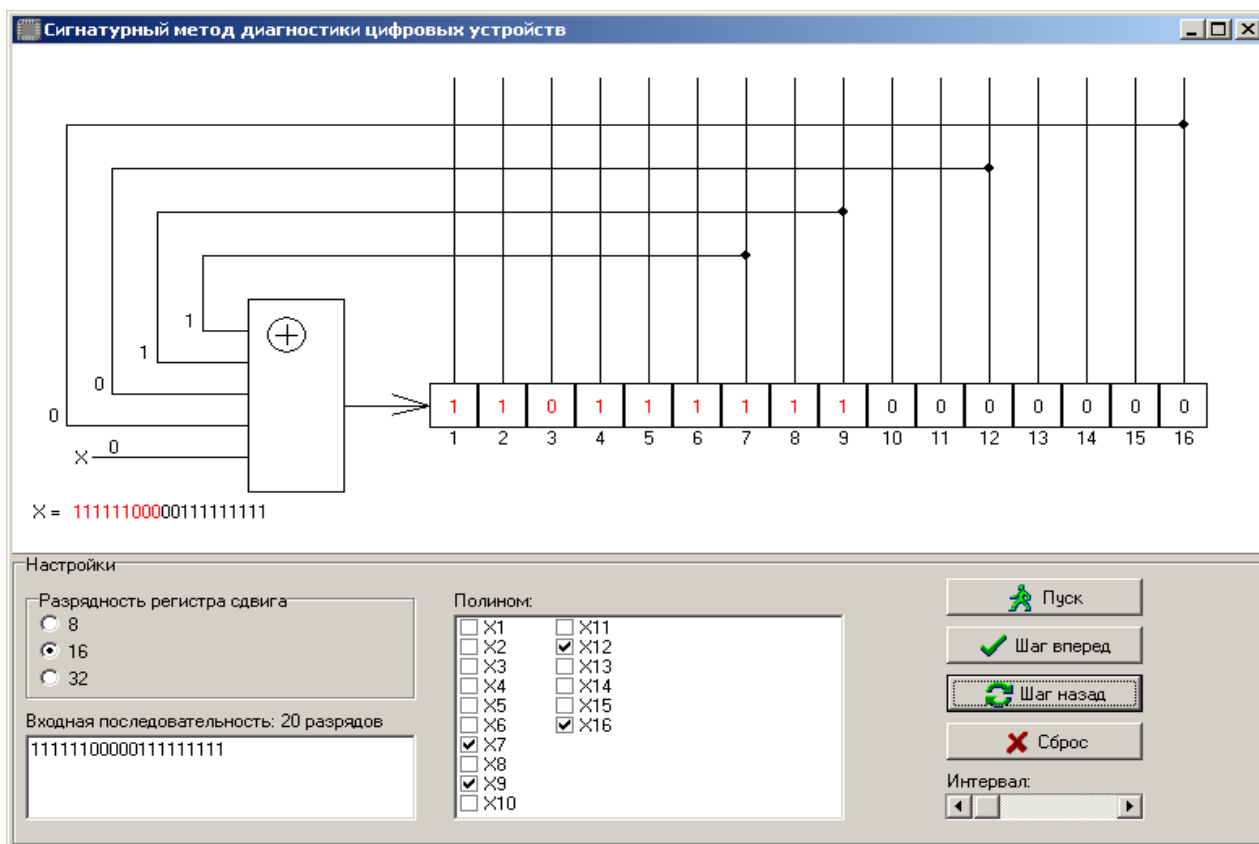 Сигнатурный метод диагностики цифровых устройств
1
1
0
0
X 0
1 1 0 1 1 1 1 1 1 0 0 0 0 0 0 0
1 2 3 4 5 6 7 8 9 10 11 12 13 14 15 16
X = 11111100000111111111
Настройки
Разрядность регистра сдвига
8
16
32
Входная последовательность: 20 разрядов
11111100000111111111
Полином:
X1
X2
X3
X4
X5
X6
X7
X8
X9
X10
X11
X12
X13
X14
X15
X16
Пуск
Шаг вперед
Шаг назад
Сброс
Интервал: